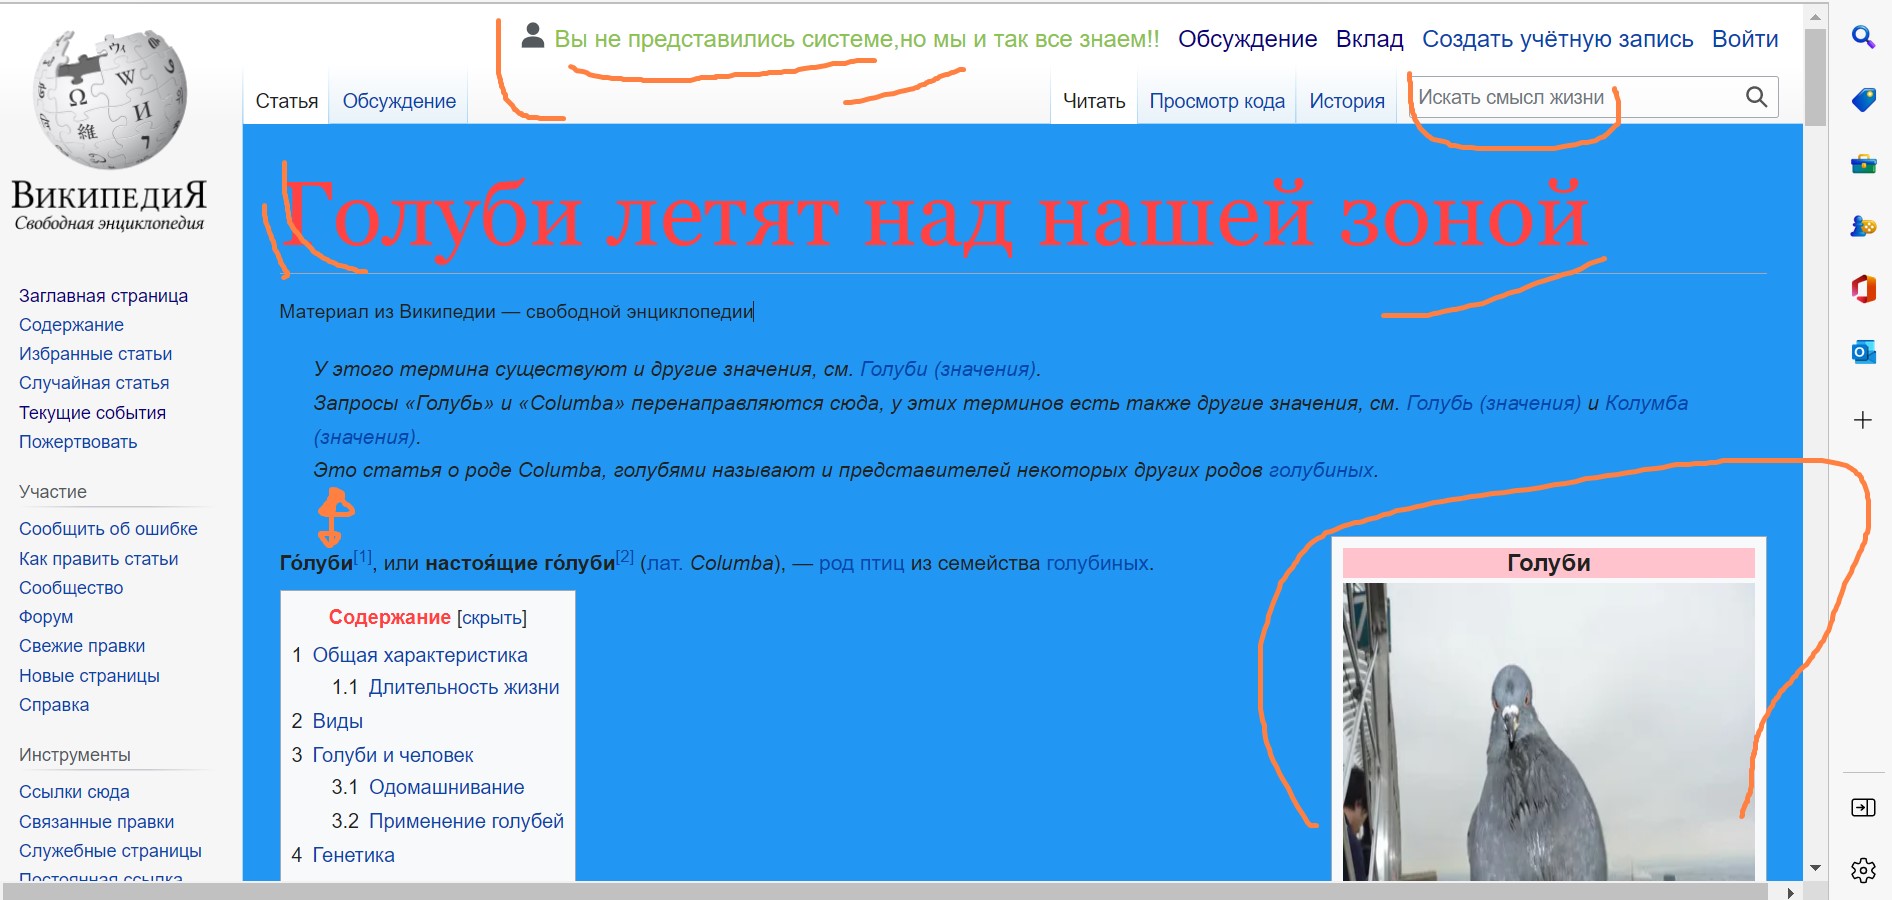 Вы не представились системе,но мы и так все знаем!! Обсуждение Вклад Создать учётную запись Войти
Статья Обсуждение Читать Просмотр кода История Искать смысл жизни
ВикипедиЯ
Свободная энциклопедия
Заглавная страница
Содержание
Избранные статьи
Случайная статья
Текущие события
Пожертвовать
Участие
Сообщить об ошибке
Как править статьи
Сообщество
Форум
Свежие правки
Новые страницы
Справка
Инструменты
Ссылки сюда
Связанные правки
Служебные страницы
Постоянная ссылка
Голуби летят над нашей зоной
Материал из Википедии — свободной энциклопедии
У этого термина существуют и другие значения, см. Голуби (значения).
Запросы «Голубь» и «Columba» перенаправляются сюда, у этих терминов есть также другие значения, см. Голубь (значения) и Колумба
(значения).
Это статья о роде Columba, голубями называют и представителей некоторых других родов голубиных.
Го́луби[1], или настоя́щие го́луби[2] (лат. Columba), — род птиц из семейства голубиных.
Содержание [скрыть]
1 Общая характеристика
1.1 Длительность жизни
2 Виды
3 Голуби и человек
3.1 Одомашнивание
3.2 Применение голубей
4 Генетика
Голуби